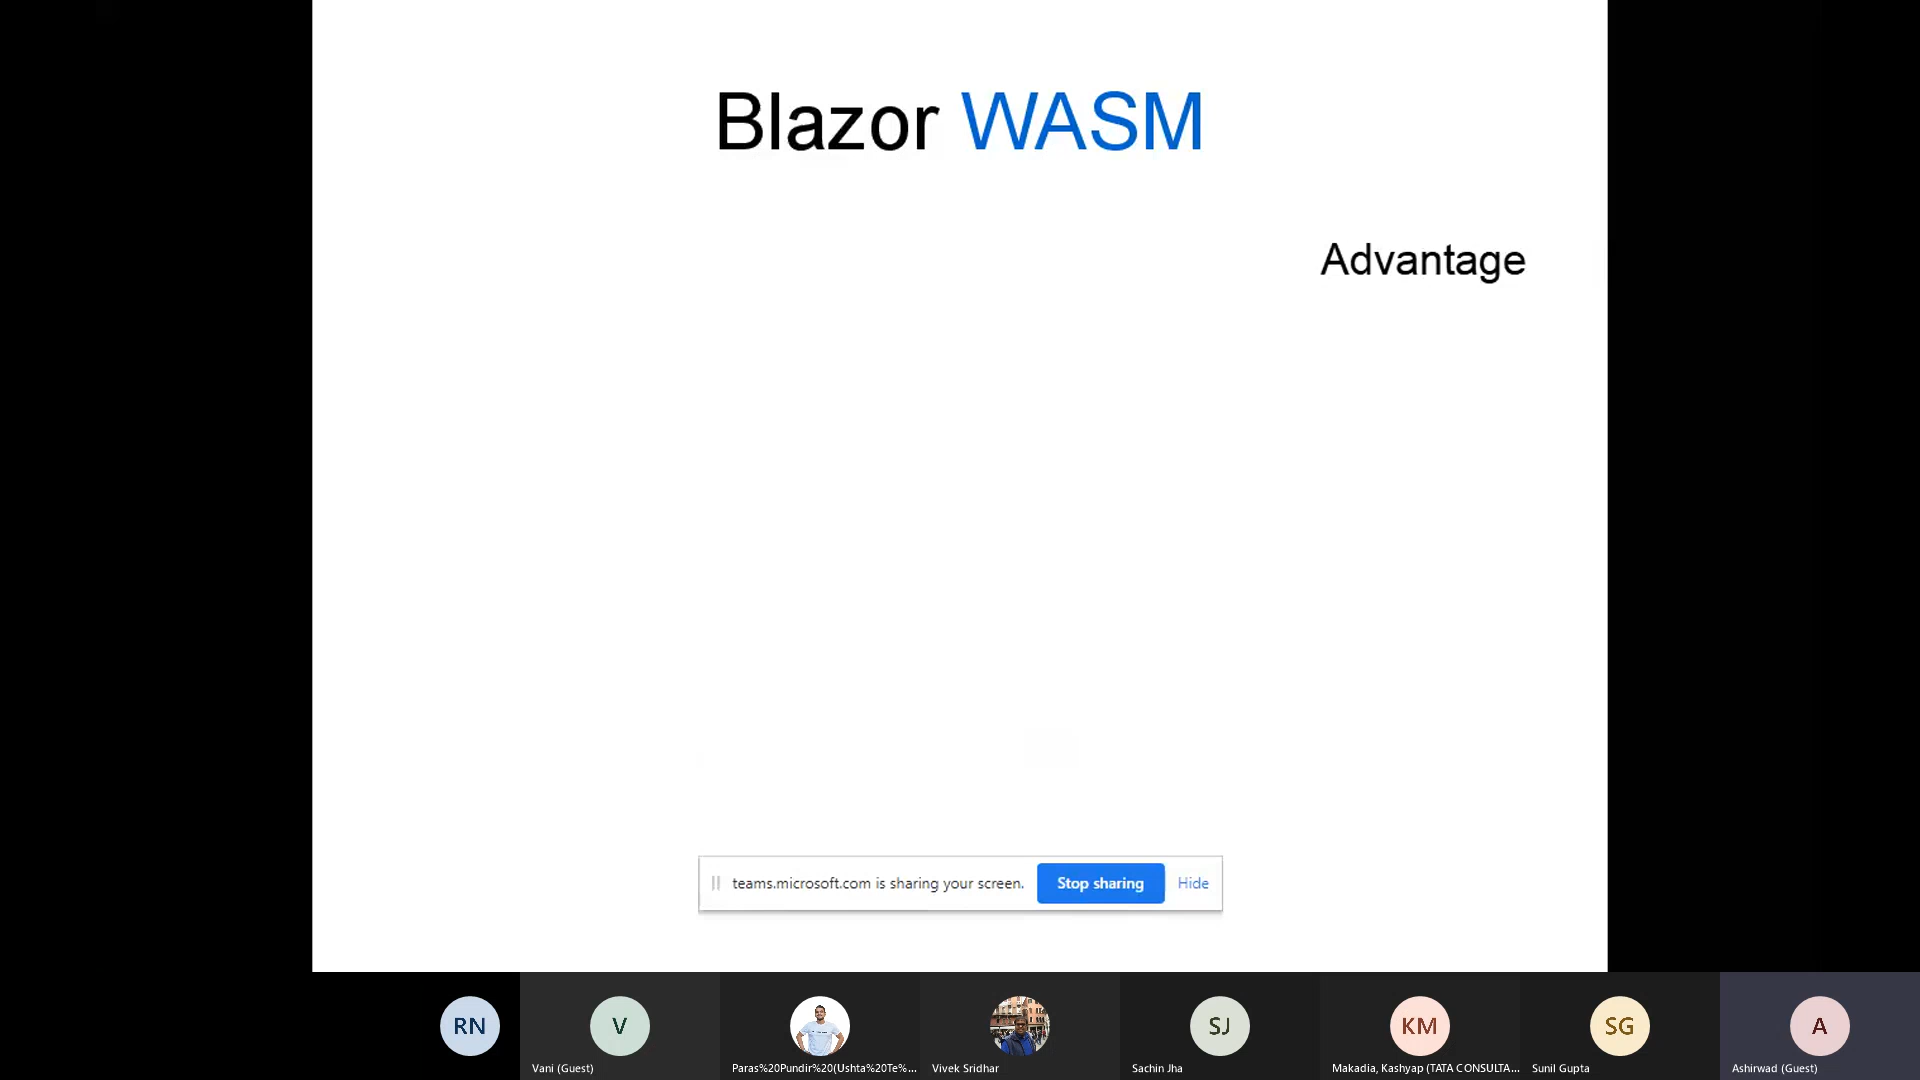 Blazor WASM
Advantage
teams.microsoft.com is sharing your screen. Stop sharing Hide
RN V SJ KM SG A
Vani (Guest) Paras%20Pundir%20(Ushta%20Te%... Vivek Sridhar Sachin Jha Makadia, Kashyap (TATA CONSULTA... Sunil Gupta Ashirwad (Guest)